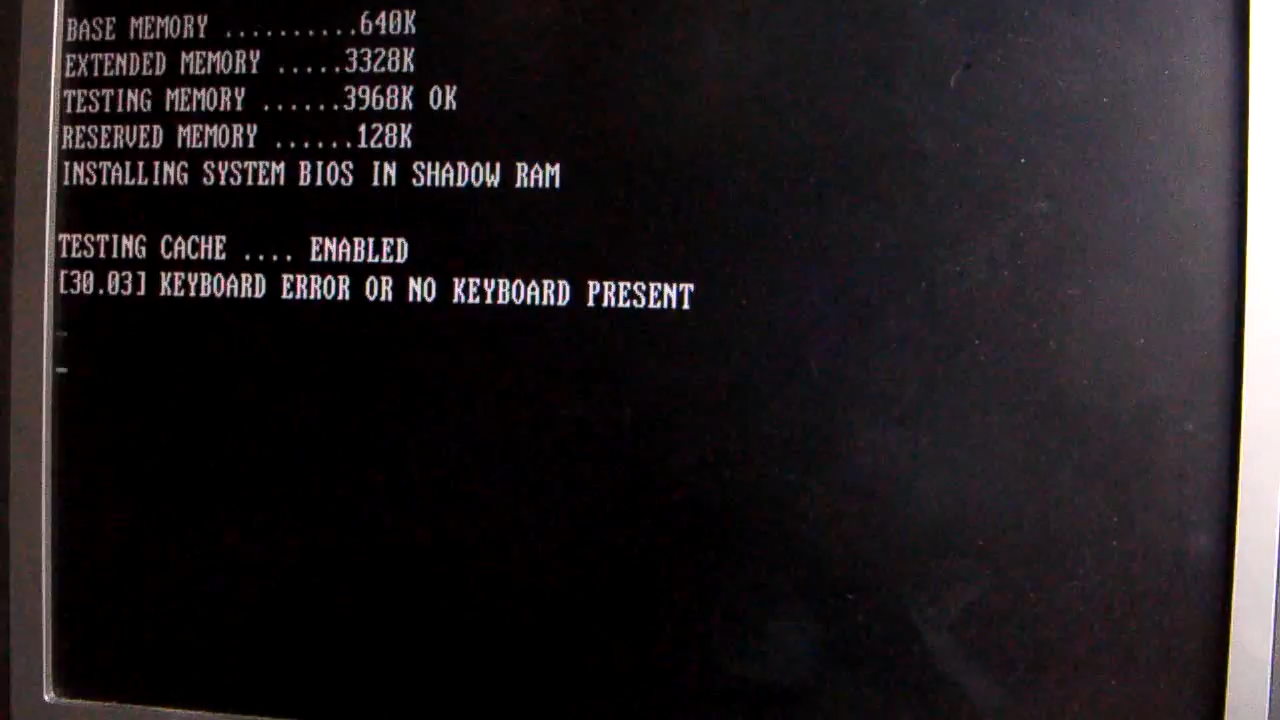 BASE MEMORY ..........640K
EXTENDED MEMORY .....3328K
TESTING MEMORY ......3968K OK
RESERVED MEMORY ......128K
INSTALLING SYSTEM BIOS IN SHADOW RAM
TESTING CACHE .... ENABLED
[30.03] KEYBOARD ERROR OR NO KEYBOARD PRESENT